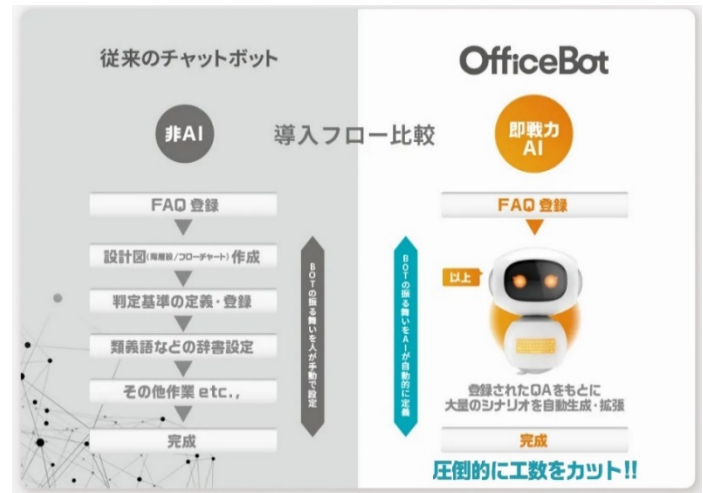 従来のチャットボット
OfficeBot
非AI
導入フロー比較
即戦力
AI
FAQ 登録
設計図(階層設/フローチャート)作成
判定基準の定義・登録
類義語などの辞書設定
その他作業 etc.,
完成
BOTの振る舞いを人が手動で設定
BOTの振る舞いをAIが自動的に定義
FAQ 登録
以上
登録されたQAをもとに
大量のシナリオを自動生成・拡張
完成
圧倒的に工数をカット!!